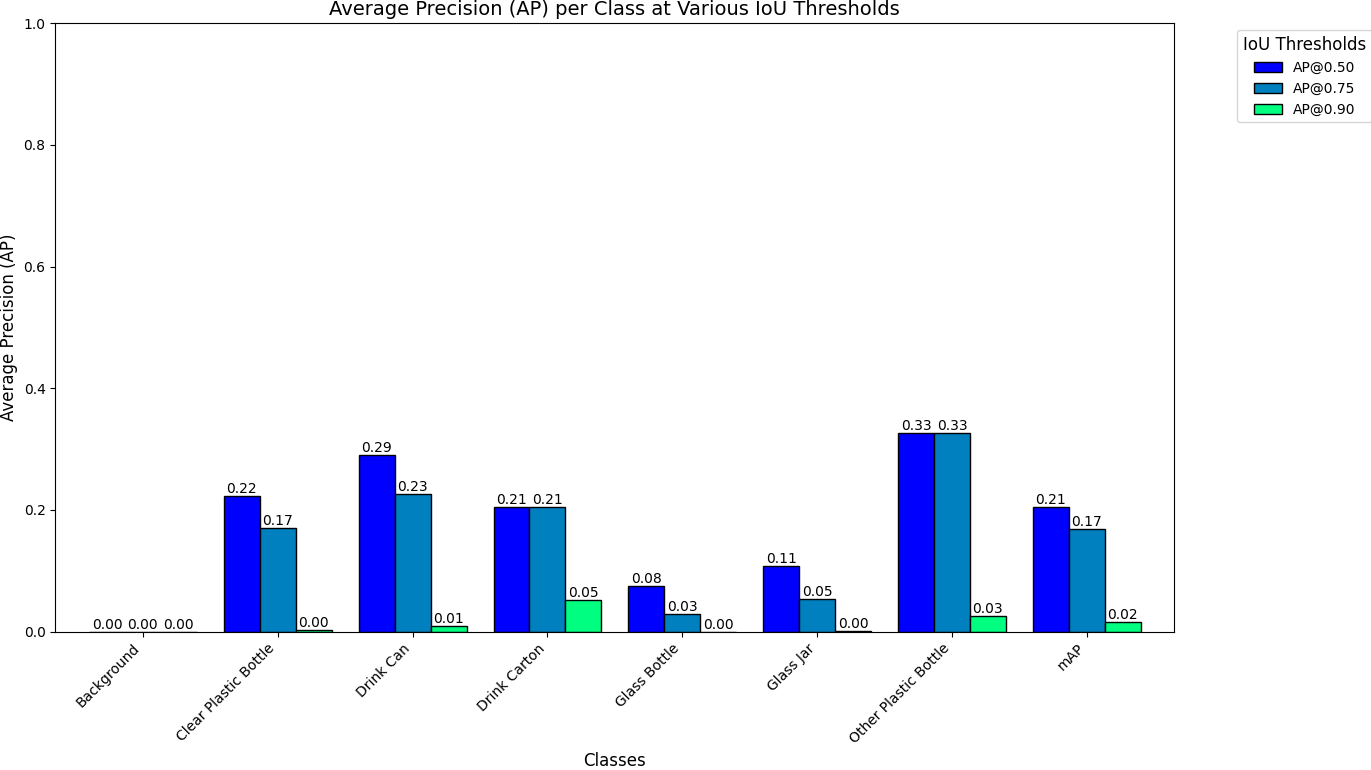 Average Precision (AP) per Class at Various IoU Thresholds
IoU Thresholds
AP@0.50
AP@0.75
AP@0.90
Average Precision (AP)
1.0
0.8
0.6
0.4
0.2
0.0
0.00 0.00 0.00
0.22 0.17 0.00
0.29 0.23 0.01
0.21 0.21 0.05
0.08 0.03 0.00
0.11 0.05 0.00
0.33 0.33 0.03
0.21 0.17 0.02
Background
Clear Plastic Bottle
Drink Can
Drink Carton
Glass Bottle
Glass Jar
Other Plastic Bottle
mAP
Classes